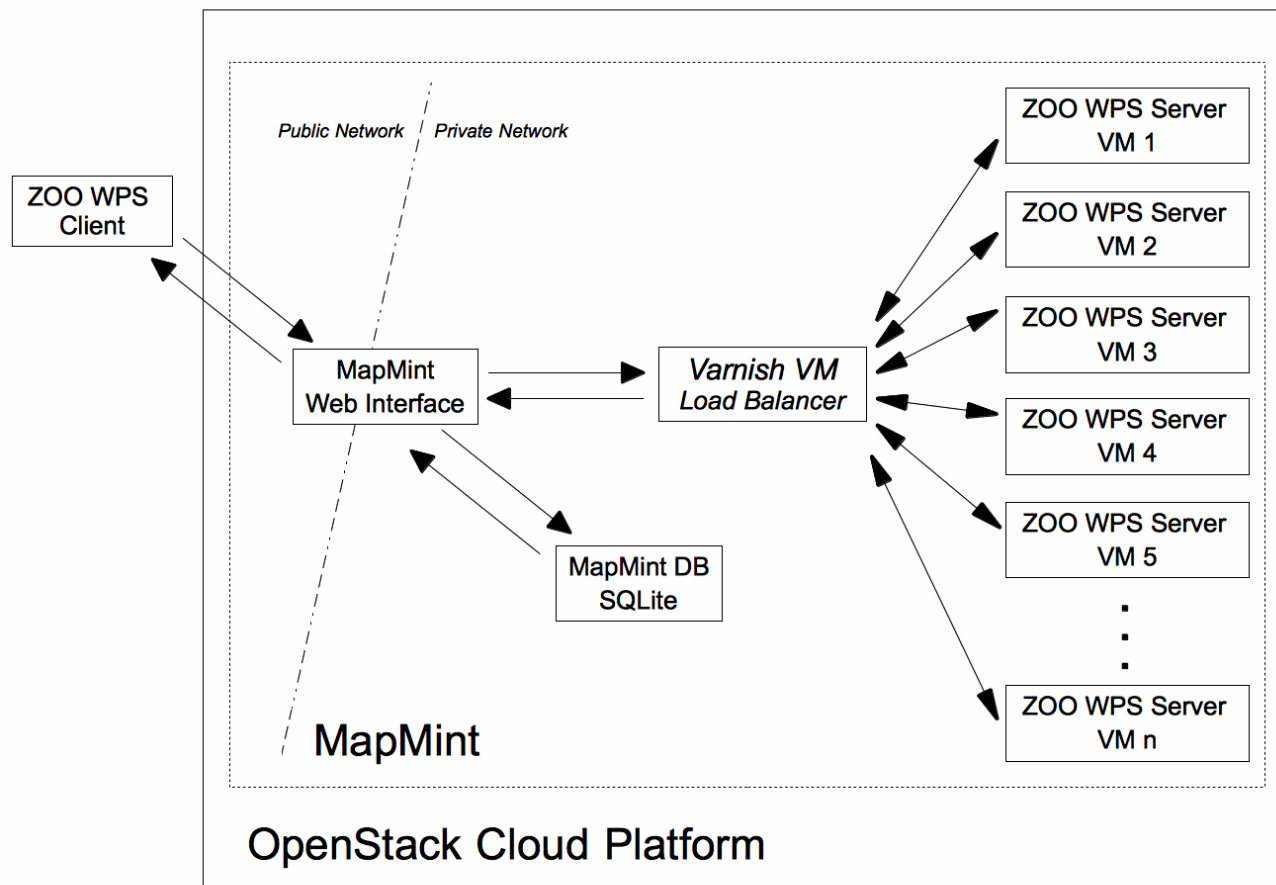 Public Network
Private Network
ZOO WPS
Client
MapMint
Web Interface
Varnish VM
Load Balancer
MapMint DB
SQLite
ZOO WPS Server
VM 1
ZOO WPS Server
VM 2
ZOO WPS Server
VM 3
ZOO WPS Server
VM 4
ZOO WPS Server
VM 5
ZOO WPS Server
VM n
MapMint
OpenStack Cloud Platform